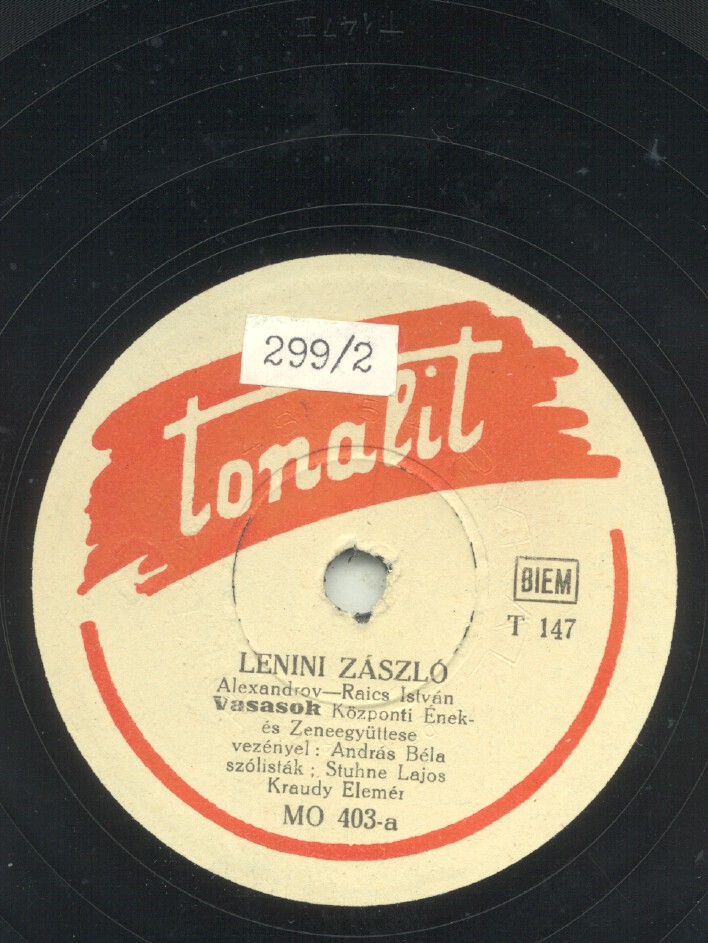 T147I
299/2
Tonalit
BIEM
T 147
LENINI ZÁSZLÓ
Alexandrov—Raics István
Vasasok Központi Ének-
és Zeneegyüttese
vezényel: András Béla
szólisták: Stuhne Lajos
Kraudy Elemér
MO 403-a